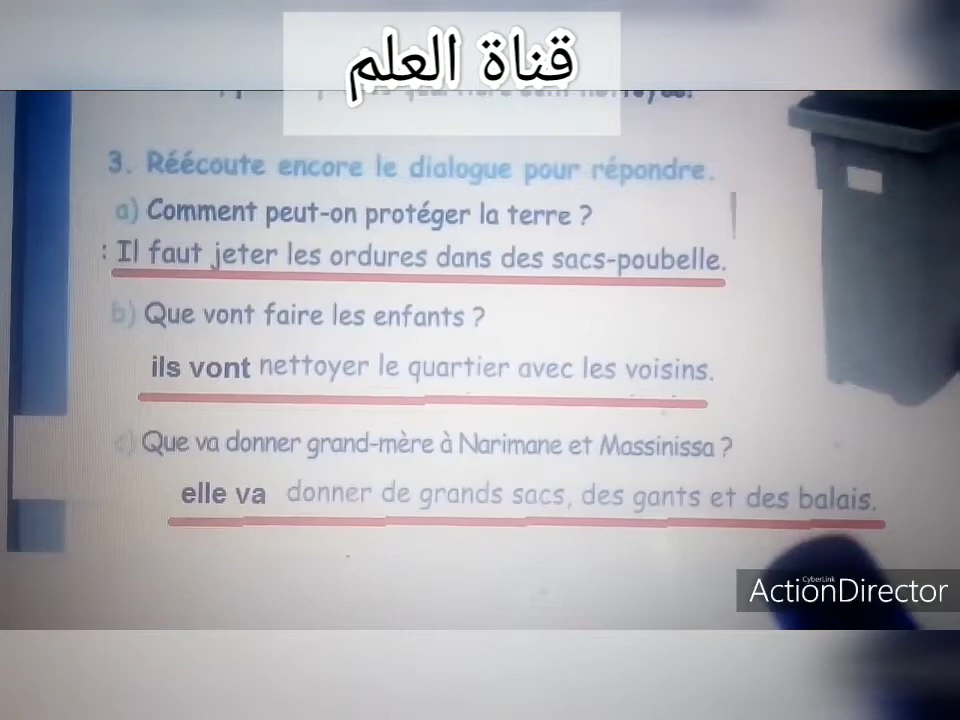 قناة العلم
3. Réécoute encore le dialogue pour répondre.
a) Comment peut-on protéger la terre ?
: Il faut jeter les ordures dans des sacs-poubelle.
b) Que vont faire les enfants ?
ils vont nettoyer le quartier avec les voisins.
c) Que va donner grand-mère à Narimane et Massinissa ?
elle va donner de grands sacs, des gants et des balais.
CyberLink
ActionDirector